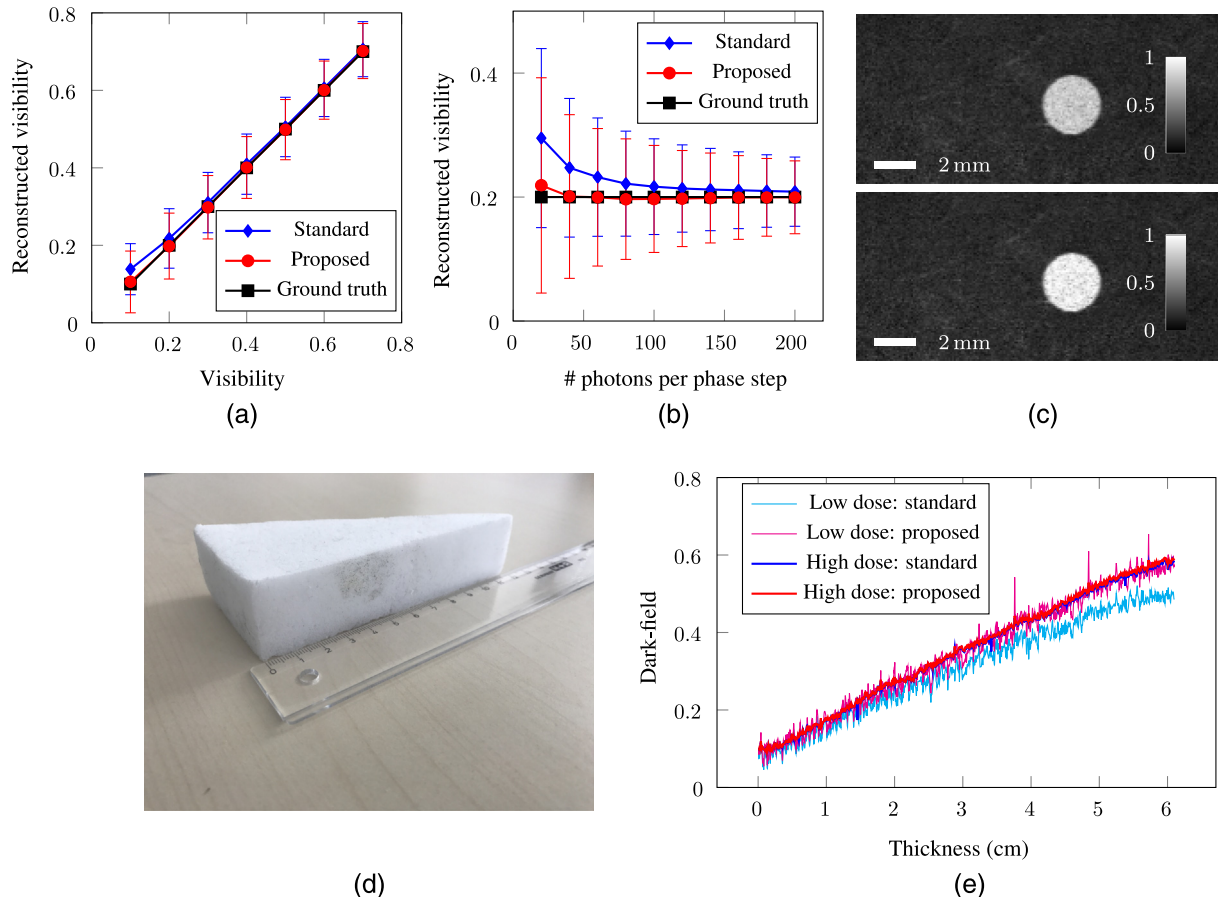 0.8
0.6
0.4
0.2
0
0
0.2
0.4
0.6
0.8
Reconstructed visibility
Visibility
Standard
Proposed
Ground truth
(a)
0.4
0.2
0
0
50
100
150
200
Reconstructed visibility
# photons per phase step
Standard
Proposed
Ground truth
(b)
1
0.5
0
2 mm
1
0.5
0
2 mm
(c)
(d)
0.8
0.6
0.4
0.2
0
0
1
2
3
4
5
6
Dark-field
Thickness (cm)
Low dose: standard
Low dose: proposed
High dose: standard
High dose: proposed
(e)